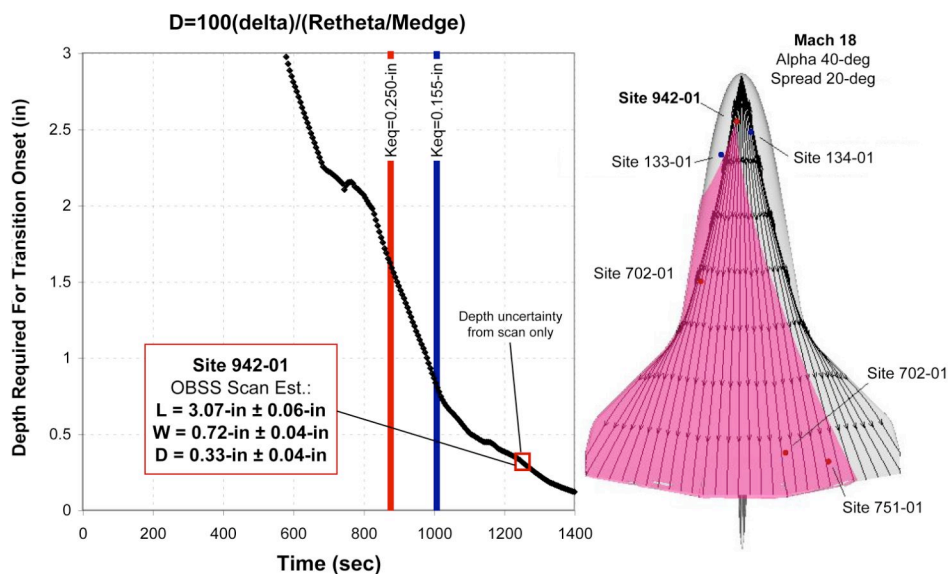 D=100(delta)/(Retheta/Medge)
Depth Required For Transition Onset (in)
3
2.5
2
1.5
1
0.5
0
0
200
400
600
800
1000
1200
1400
Time (sec)
Keq=0.250-in
Keq=0.155-in
Depth uncertainty
from scan only
Site 942-01
OBSS Scan Est.:
L = 3.07-in ± 0.06-in
W = 0.72-in ± 0.04-in
D = 0.33-in ± 0.04-in
Mach 18
Alpha 40-deg
Spread 20-deg
Site 942-01
Site 133-01
Site 134-01
Site 702-01
Site 702-01
Site 751-01